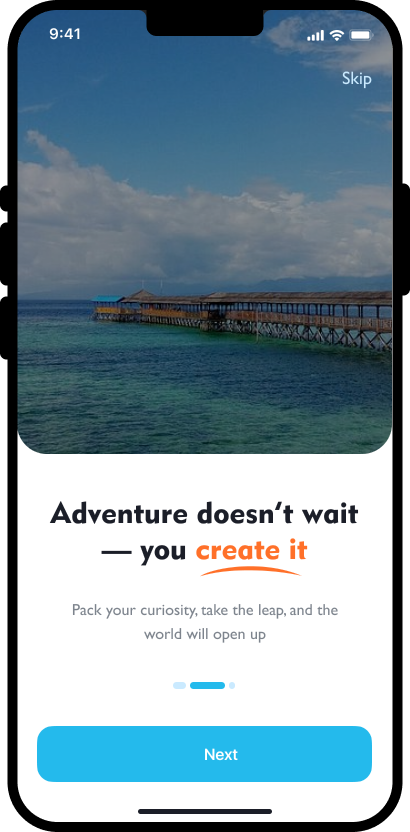 9:41
Skip
Adventure doesn’t wait
— you create it
Pack your curiosity, take the leap, and the
world will open up
Next